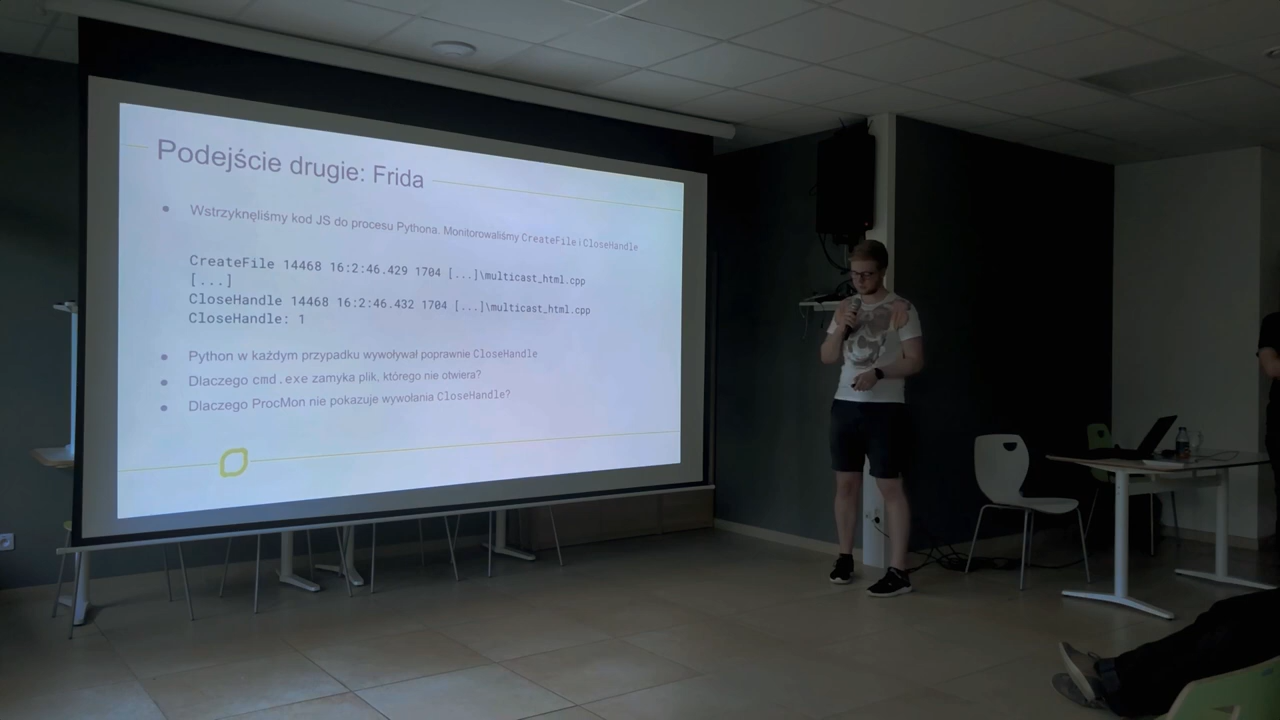 Podejście drugie: Frida
Wstrzyknęliśmy kod JS do procesu Pythona. Monitorowaliśmy CreateFile i CloseHandle
CreateFile 14468 16:2:46.429 1704 [...]\multicast_html.cpp
[...]
CloseHandle 14468 16:2:46.432 1704 [...]\multicast_html.cpp
CloseHandle: 1
Python w każdym przypadku wywoływał poprawnie CloseHandle
Dlaczego cmd.exe zamyka plik, którego nie otwiera?
Dlaczego ProcMon nie pokazuje wywołania CloseHandle?